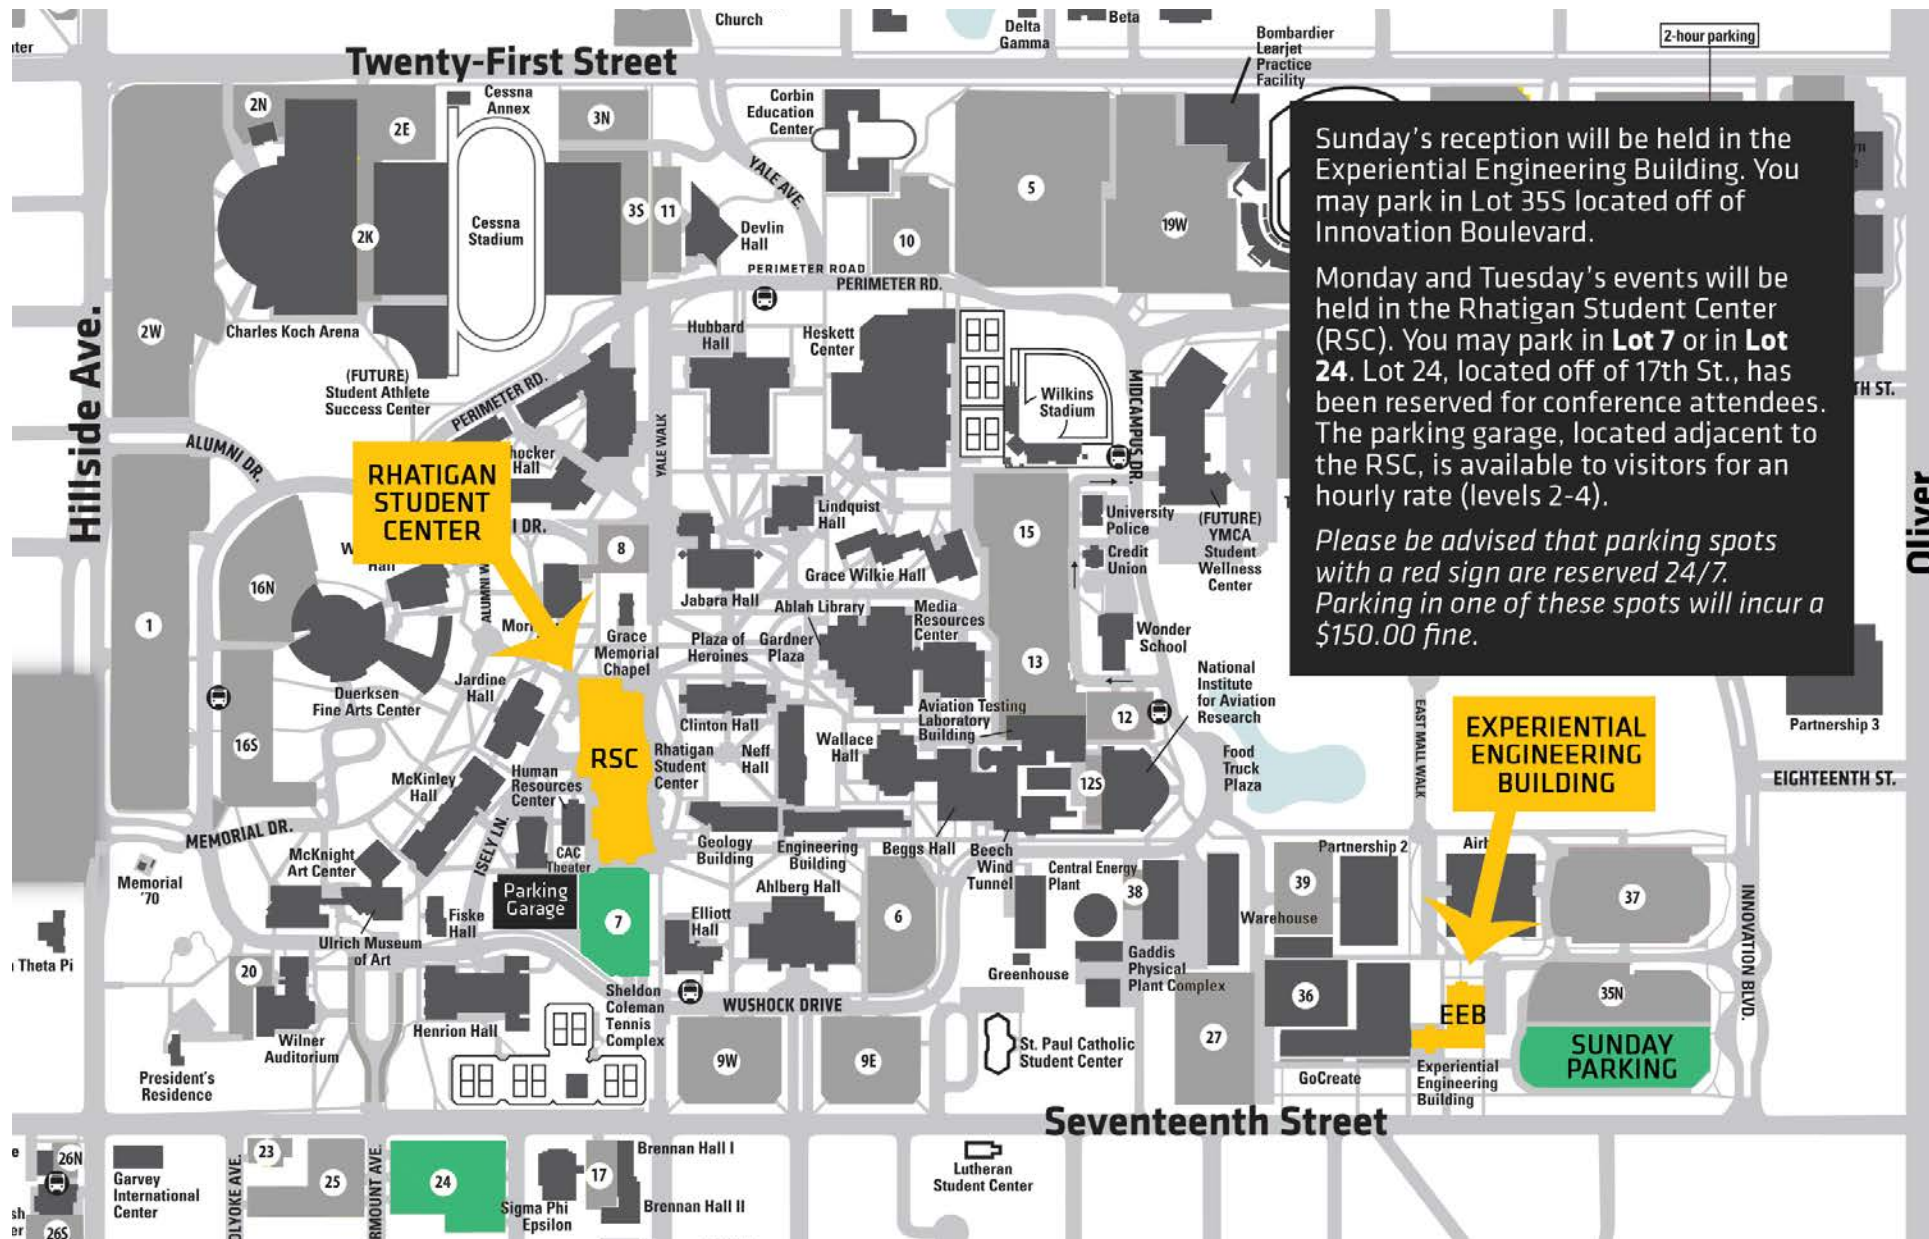 Church
Delta
Gamma
Beta
Bombardier
Learjet
Practice
Facility
2-hour parking
Twenty-First Street
2N
Cessna
Annex
2E
3N
Corbin
Education
Center
YALE AVE.
5
19W
2K
Cessna
Stadium
3S
11
Devlin
Hall
10
PERIMETER ROAD
PERIMETER RD.
Sunday's reception will be held in the
Experiential Engineering Building. You
may park in Lot 35S located off of
Innovation Boulevard.
Monday and Tuesday's events will be
held in the Rhatigan Student Center
(RSC). You may park in Lot 7 or in Lot
24. Lot 24, located off of 17th St., has
been reserved for conference attendees.
The parking garage, located adjacent to
the RSC, is available to visitors for an
hourly rate (levels 2-4).
Please be advised that parking spots
with a red sign are reserved 24/7.
Parking in one of these spots will incur a
$150.00 fine.
TH ST.
Hillside Ave.
2W
Charles Koch Arena
(FUTURE)
Student Athlete
Success Center
PERIMETER RD.
Hubbard
Hall
Heskett
Center
Wilkins
Stadium
MIDCAMPUS DR.
YALE WALK
ALUMNI DR.
RHATIGAN
STUDENT
CENTER
hocker
Hall
I DR.
Hall
8
Lindquist
Hall
15
University
Police
Credit
Union
(FUTURE)
YMCA
Student
Wellness
Center
Oliver
16N
1
ALUMNI W
Mor
Grace
Memorial
Chapel
Jabara Hall
Grace Wilkie Hall
Ablah Library
Media
Resources
Center
Plaza of
Heroines
Gardner
Plaza
13
Wonder
School
National
Institute
for Aviation
Research
Duerksen
Fine Arts Center
Jardine
Hall
Clinton Hall
Aviation Testing
Laboratory
Building
12
16S
RSC
Rhatigan
Student
Center
Neff
Hall
Wallace
Hall
12S
Food
Truck
Plaza
EAST MALL WALK
EXPERIENTIAL
ENGINEERING
BUILDING
Partnership 3
EIGHTEENTH ST.
McKinley
Hall
Human
Resources
Center
MEMORIAL DR.
ISELY LN.
CAC
Theater
Geology
Building
Engineering
Building
Beggs Hall
Beech
Wind
Tunnel
Central Energy
Plant
Partnership 2
Airb
McKnight
Art Center
Memorial
'70
Parking
Garage
7
Ahlberg Hall
6
38
39
Warehouse
37
INNOVATION BLVD.
Fiske
Hall
Elliott
Hall
Ulrich Museum
of Art
Theta Pi
20
Greenhouse
Gaddis
Physical
Plant Complex
36
35N
EEB
Sheldon
Coleman
Tennis
Complex
WUSHOCK DRIVE
Henrion Hall
Wilner
Auditorium
President's
Residence
9W
9E
St. Paul Catholic
Student Center
27
GoCreate
Experiential
Engineering
Building
SUNDAY
PARKING
Seventeenth Street
26N
Garvey
International
Center
OLYOKE AVE.
23
25
RMOUNT AVE.
24
Sigma Phi
Epsilon
17
Brennan Hall I
Brennan Hall II
Lutheran
Student Center
26S